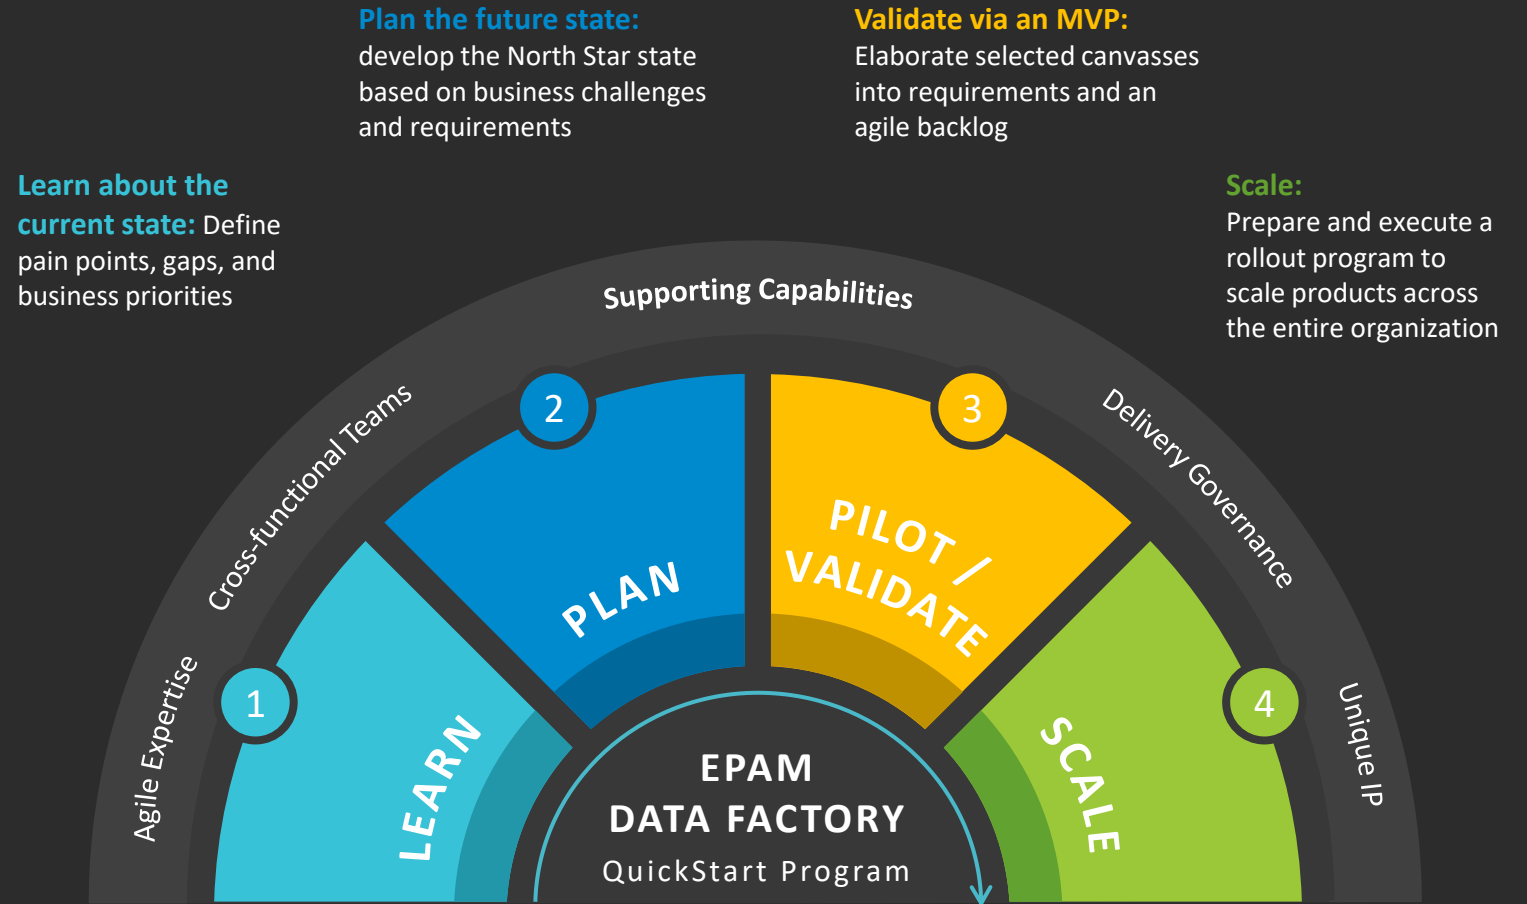 Plan the future state:
develop the North Star state
based on business challenges
and requirements
Validate via an MVP:
Elaborate selected canvasses
into requirements and an
agile backlog
Learn about the
current state: Define
pain points, gaps, and
business priorities
Scale:
Prepare and execute a
rollout program to
scale products across
the entire organization
Supporting Capabilities
Agile Expertise
Cross-functional Teams
Delivery Governance
Unique IP
1
LEARN
2
PLAN
3
PILOT /
VALIDATE
4
SCALE
EPAM
DATA FACTORY
QuickStart Program